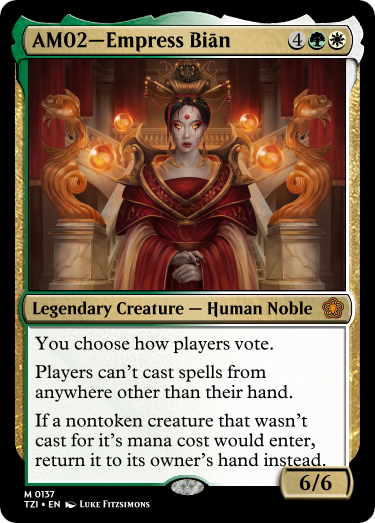 AM02—Empress Biān 4
Legendary Creature — Human Noble
You choose how players vote.
Players can't cast spells from
anywhere other than their hand.
If a nontoken creature that wasn't
cast for it's mana cost would enter,
return it to its owner's hand instead.
6/6
M 0137
TZI • EN Luke Fitzsimons